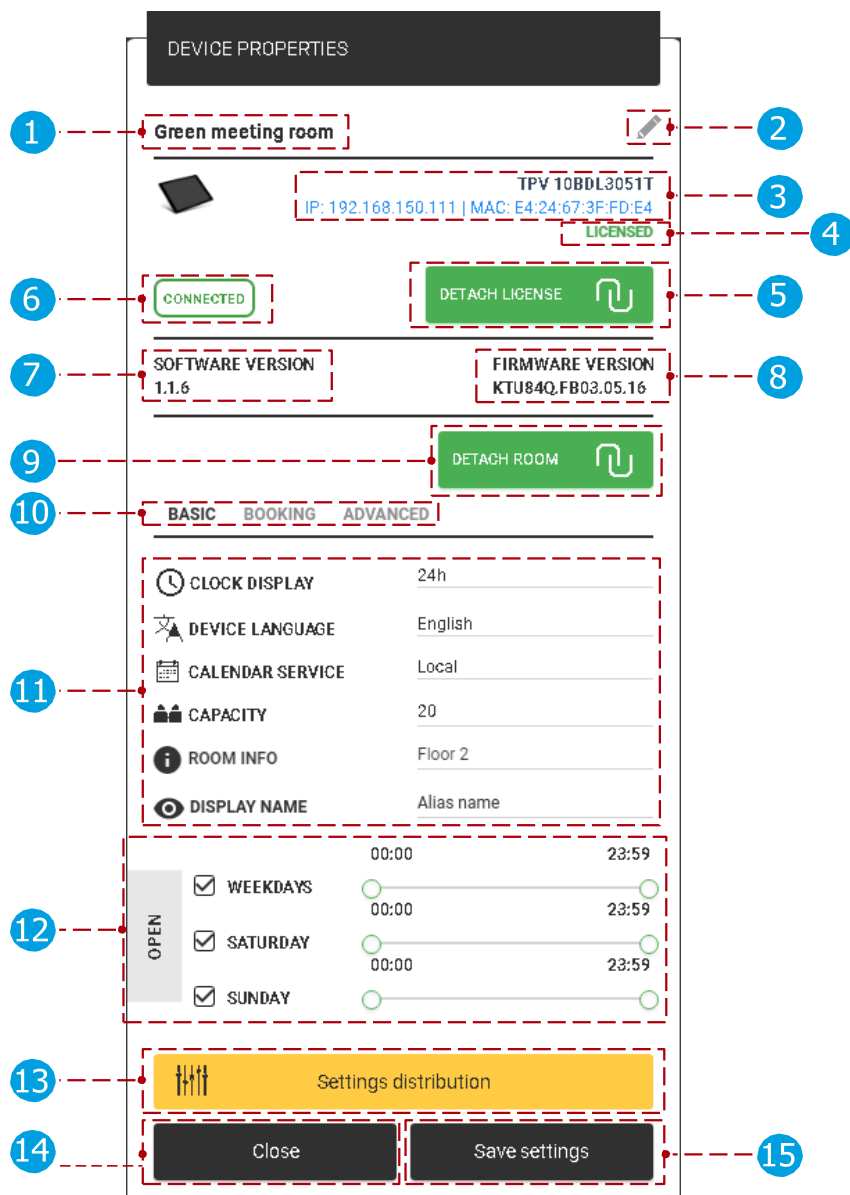 DEVICE PROPERTIES
1
Green meeting room
2
TPV 10BDL3051T
3
IP: 192.168.150.111 | MAC: E4:24:67:3F:FD:E4
LICENSED
4
6
CONNECTED
DETACH LICENSE
5
7
SOFTWARE VERSION
1.1.6
FIRMWARE VERSION
KTU84Q.FB03.05.16
8
9
DETACH ROOM
10
BASIC BOOKING ADVANCED
11
CLOCK DISPLAY 24h
DEVICE LANGUAGE English
CALENDAR SERVICE Local
CAPACITY 20
ROOM INFO Floor 2
DISPLAY NAME Alias name
12
OPEN
00:00 23:59
WEEKDAYS
00:00 23:59
SATURDAY
00:00 23:59
SUNDAY
13
Settings distribution
14
Close
Save settings
15